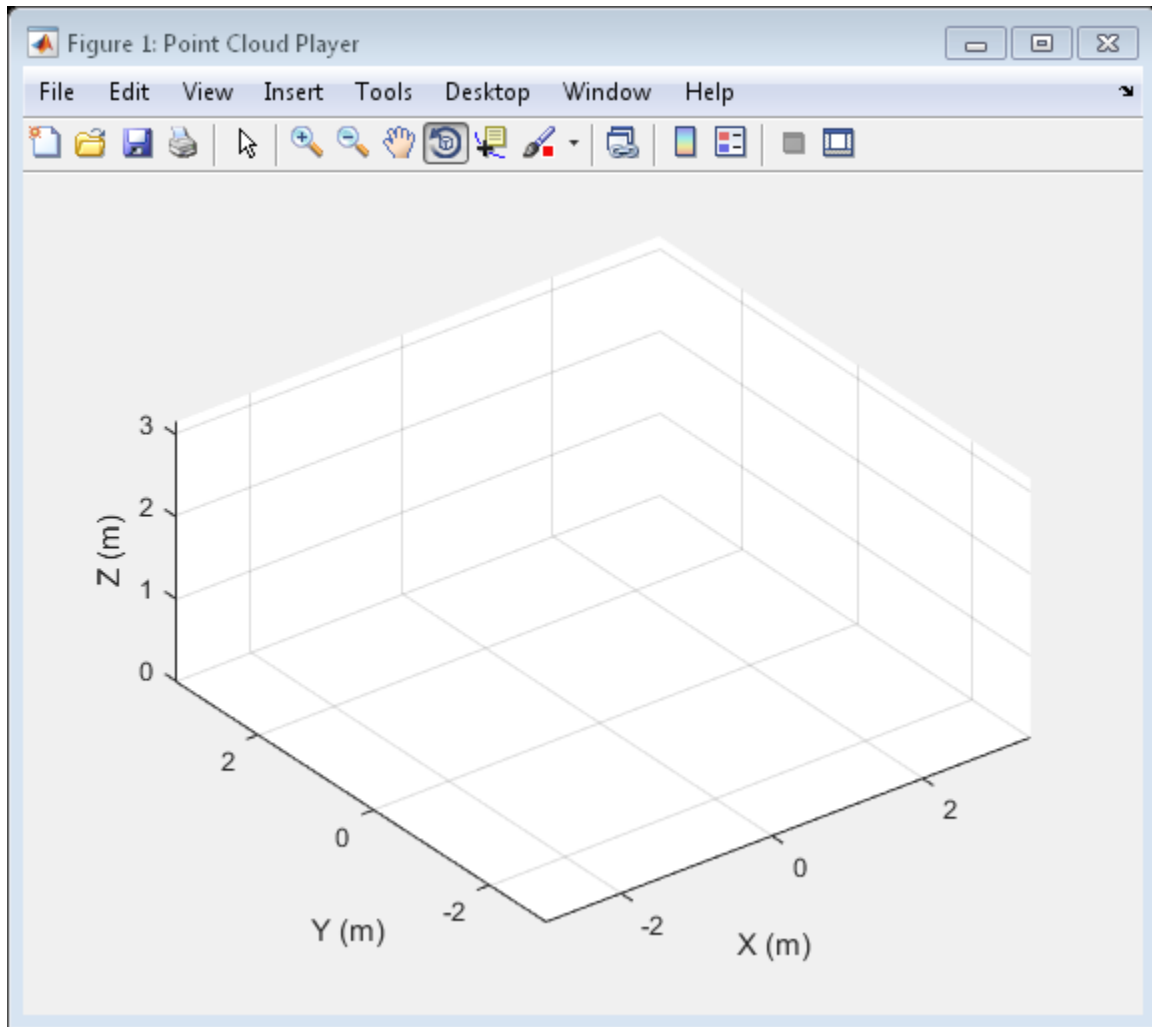 Figure 1: Point Cloud Player
File Edit View Insert Tools Desktop Window Help
3
2
1
0
Z (m)
2
0
-2
Y (m)
-2
0
2
X (m)